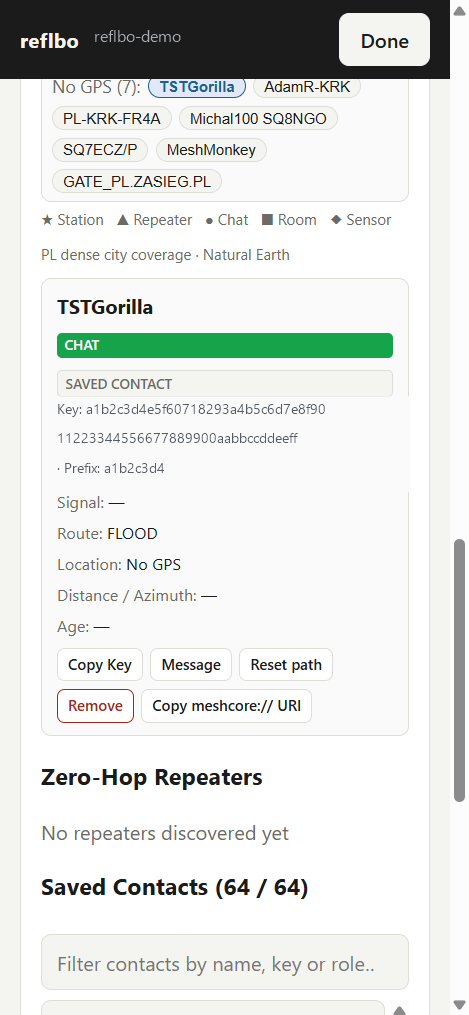 reflbo reflbo-demo Done
No GPS (7): TSTGorilla AdamR-KRK
PL-KRK-FR4A Michal100 SQ8NGO
SQ7ECZ/P MeshMonkey
GATE_PL.ZASIEG.PL
★ Station ▲ Repeater ● Chat ■ Room ◆ Sensor
PL dense city coverage · Natural Earth
TSTGorilla
CHAT
SAVED CONTACT
Key: a1b2c3d4e5f60718293a4b5c6d7e8f90
11223344556677889900aabbccddeeff
· Prefix: a1b2c3d4
Signal: —
Route: FLOOD
Location: No GPS
Distance / Azimuth: —
Age: —
Copy Key Message Reset path
Remove Copy meshcore:// URI
Zero-Hop Repeaters
No repeaters discovered yet
Saved Contacts (64 / 64)
Filter contacts by name, key or role..